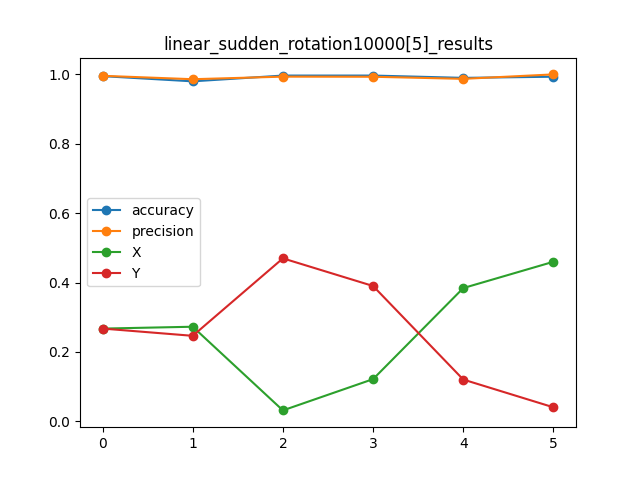 linear_sudden_rotation10000[5]_results
1.0
0.8
0.6
0.4
0.2
0.0
accuracy
precision
X
Y
0 1 2 3 4 5